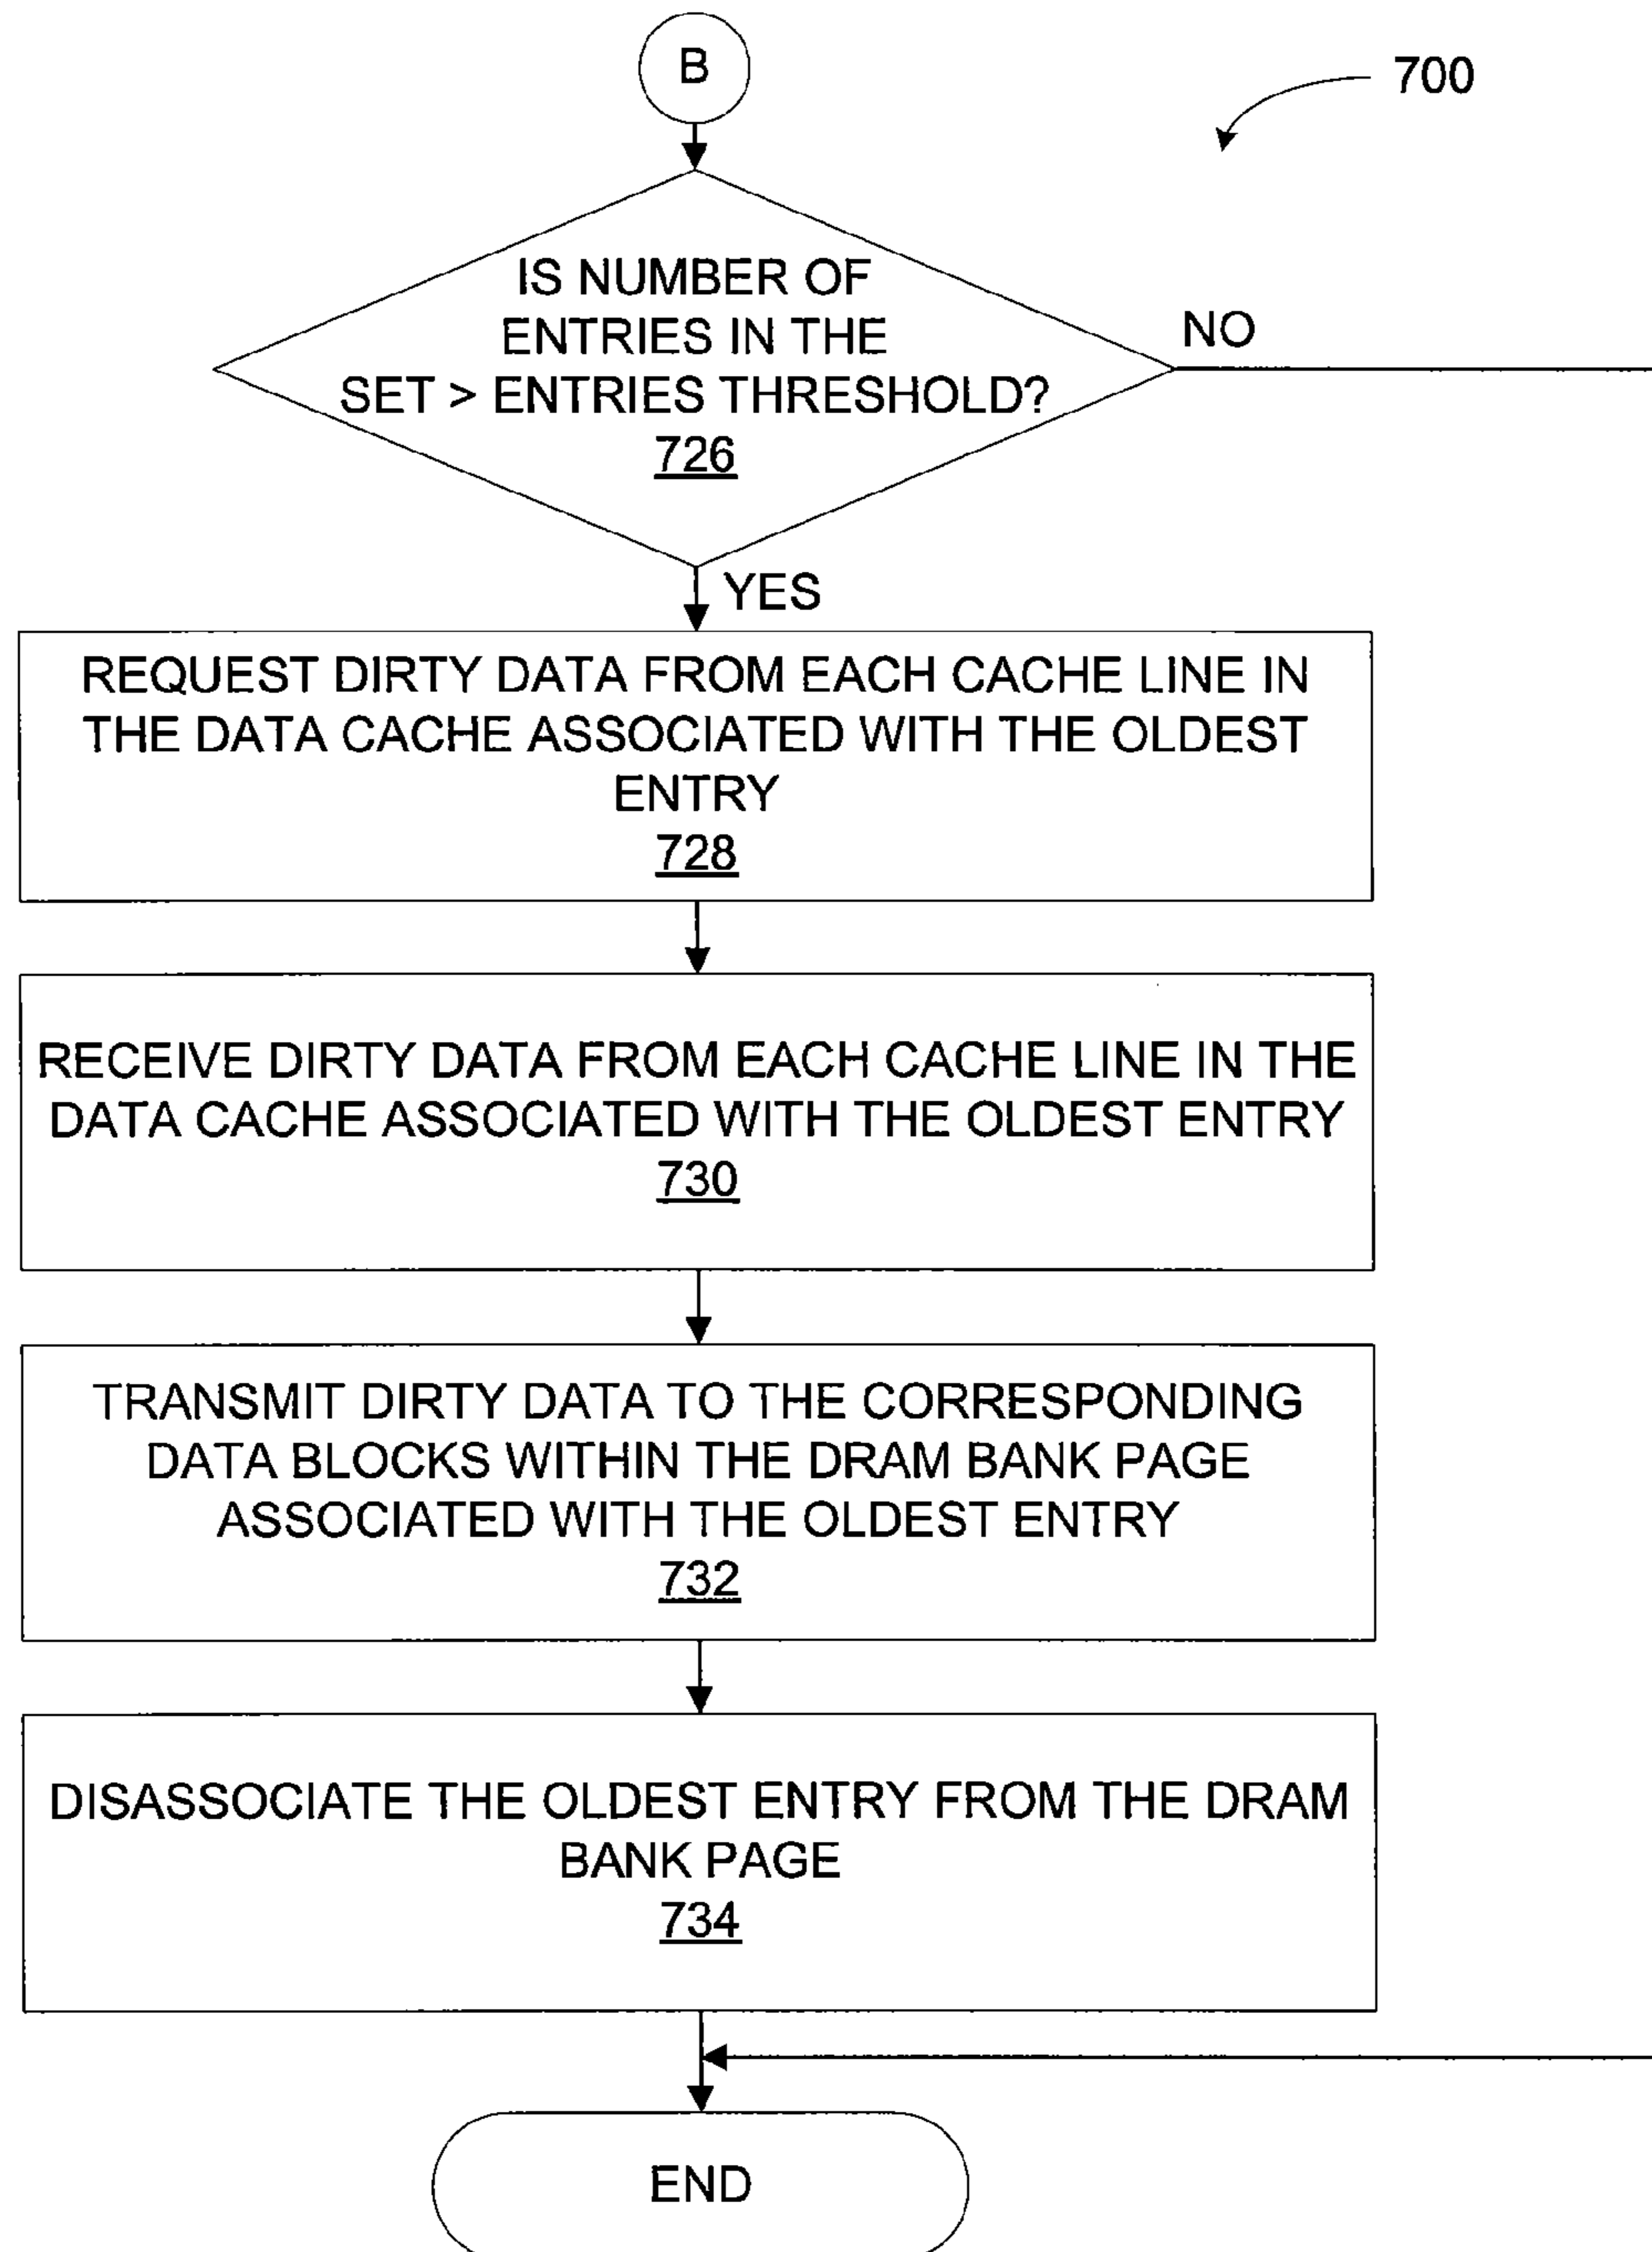 B
700
IS NUMBER OF
ENTRIES IN THE
SET > ENTRIES THRESHOLD?
726
NO
YES
REQUEST DIRTY DATA FROM EACH CACHE LINE IN
THE DATA CACHE ASSOCIATED WITH THE OLDEST
ENTRY
728
RECEIVE DIRTY DATA FROM EACH CACHE LINE IN THE
DATA CACHE ASSOCIATED WITH THE OLDEST ENTRY
730
TRANSMIT DIRTY DATA TO THE CORRESPONDING
DATA BLOCKS WITHIN THE DRAM BANK PAGE
ASSOCIATED WITH THE OLDEST ENTRY
732
DISASSOCIATE THE OLDEST ENTRY FROM THE DRAM
BANK PAGE
734
END